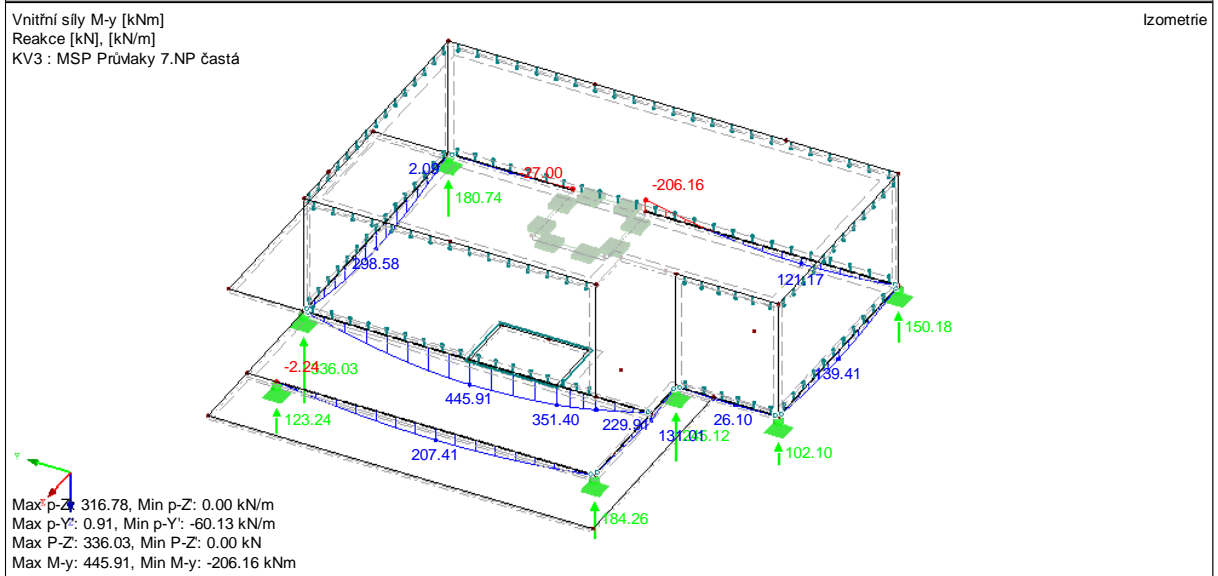 Vnitřní síly M-y [kNm]
Izometrie
Reakce [kN], [kN/m]
KV3 : MSP Průvlaky 7.NP častá
2.09
-206.16
180.74
298.58
121.17
150.18
139.41
-2.24
336.03
445.91
123.24
351.40
229.91
131.01
26.10
102.10
207.41
184.26
Max p-Z': 316.78, Min p-Z': 0.00 kN/m
Max p-Y': 0.91, Min p-Y': -60.13 kN/m
Max P-Z': 336.03, Min P-Z': 0.00 kN
Max M-y: 445.91, Min M-y: -206.16 kNm